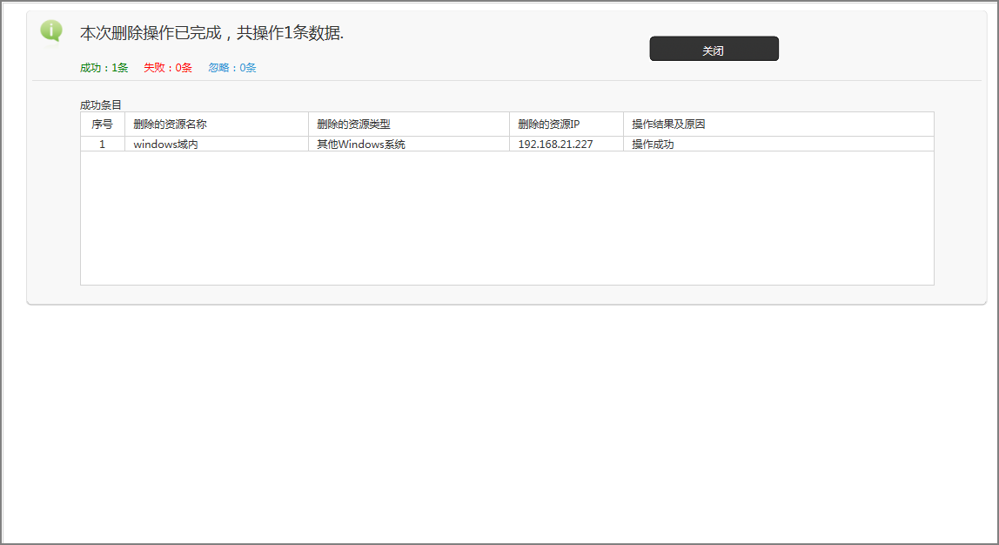 本次删除操作已完成，共操作1条数据.
关闭
成功：1条 失败：0条 忽略：0条
成功条目
序号 删除的资源名称 删除的资源类型 删除的资源IP 操作结果及原因
1 windows域内 其他Windows系统 192.168.21.227 操作成功